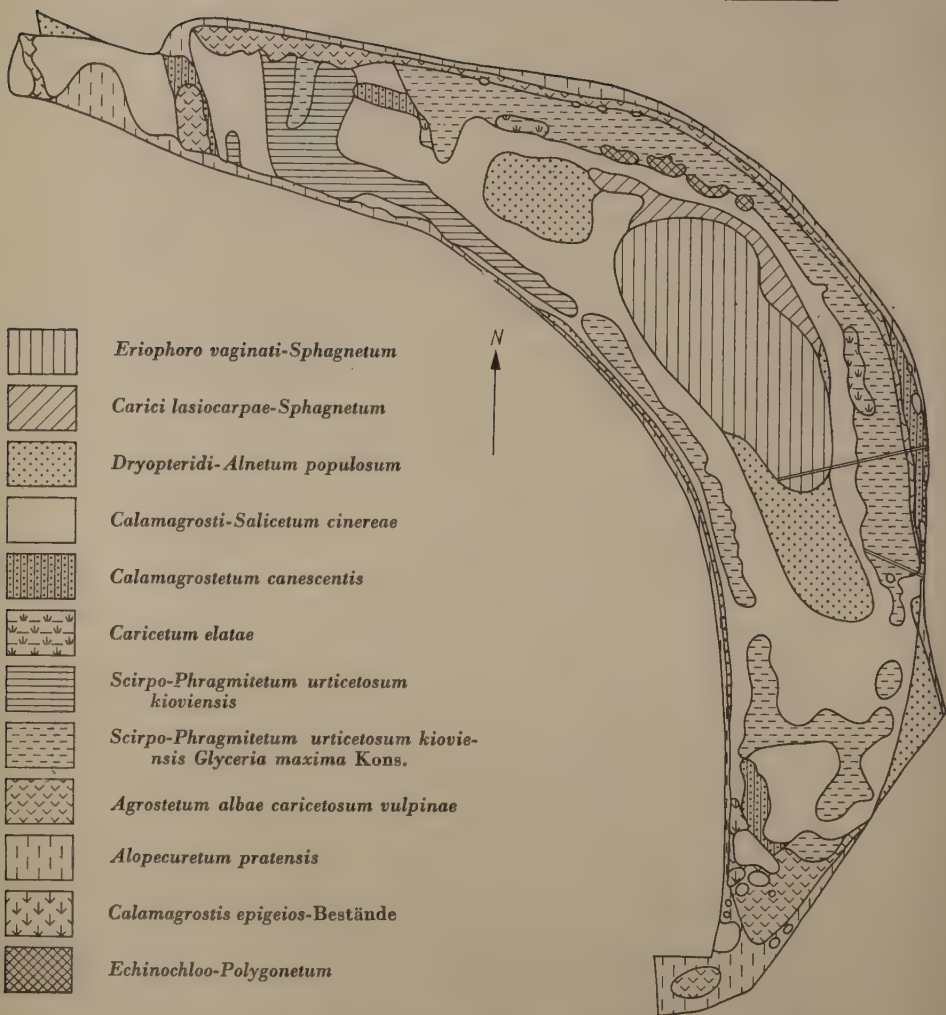 N
Eriophoro vaginati-Sphagnetum
Carici lasiocarpae-Sphagnetum
Dryopteridi-Alnetum populosum
Calamagrosti-Salicetum cinereae
Calamagrostetum canescentis
Caricetum elatae
Scirpo-Phragmitetum urticetosum
kioviensis
Scirpo-Phragmitetum urticetosum kiovie-
nsis Glyceria maxima Kons.
Agrostetum albae caricetosum vulpinae
Alopecuretum pratensis
Calamagrostis epigeios-Bestände
Echinochloo-Polygonetum